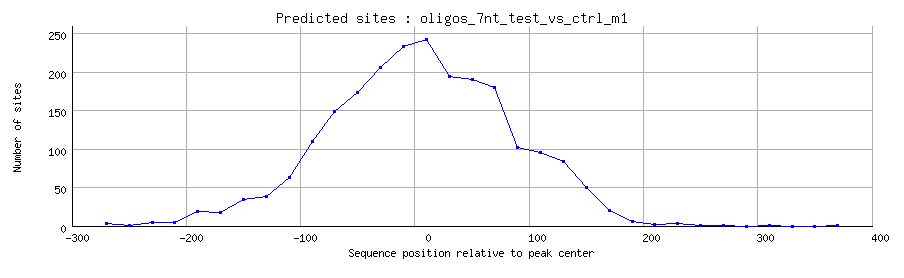 Predicted sites : oligos_7nt_test_vs_ctrl_m1
250
200
150
100
50
0
Number of sites
-300 -200 -100 0 100 200 300 400
Sequence position relative to peak center